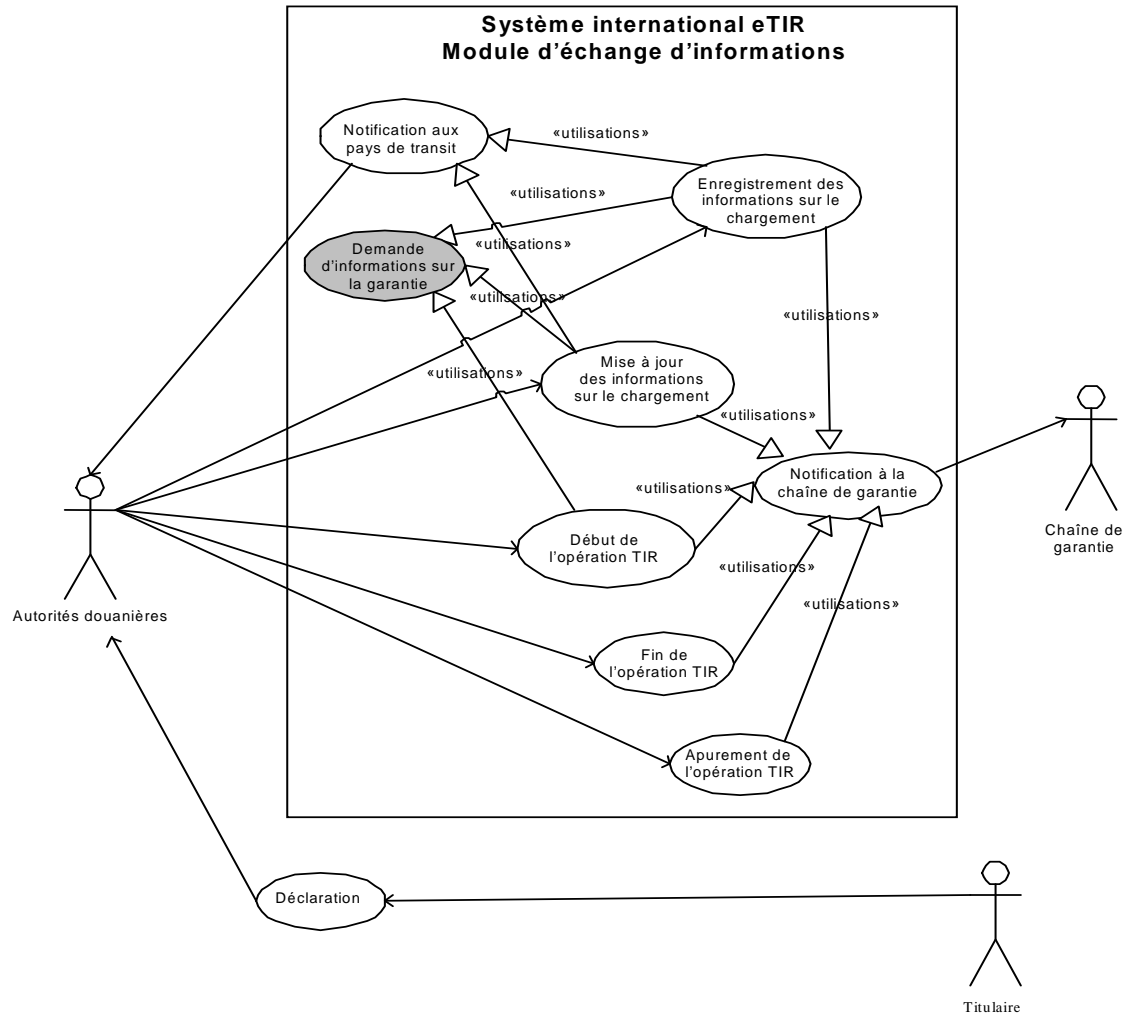 Système international eTIR
Module d'échange d'informations
Notification aux
pays de transit
«utilisations»
Enregistrement des
informations sur le
chargement
«utilisations»
«utilisations»
Demande
d'informations sur
la garantie
«utilisations»
«utilisations»
Mise à jour
des informations
sur le chargement
«utilisations»
«utilisations»
Notification à la
chaîne de garantie
«utilisations»
Chaîne de
garantie
Début de
l'opération TIR
«utilisations»
«utilisations»
Autorités douanières
Fin de
l'opération TIR
Apurement de
l'opération TIR
Déclaration
Titulaire